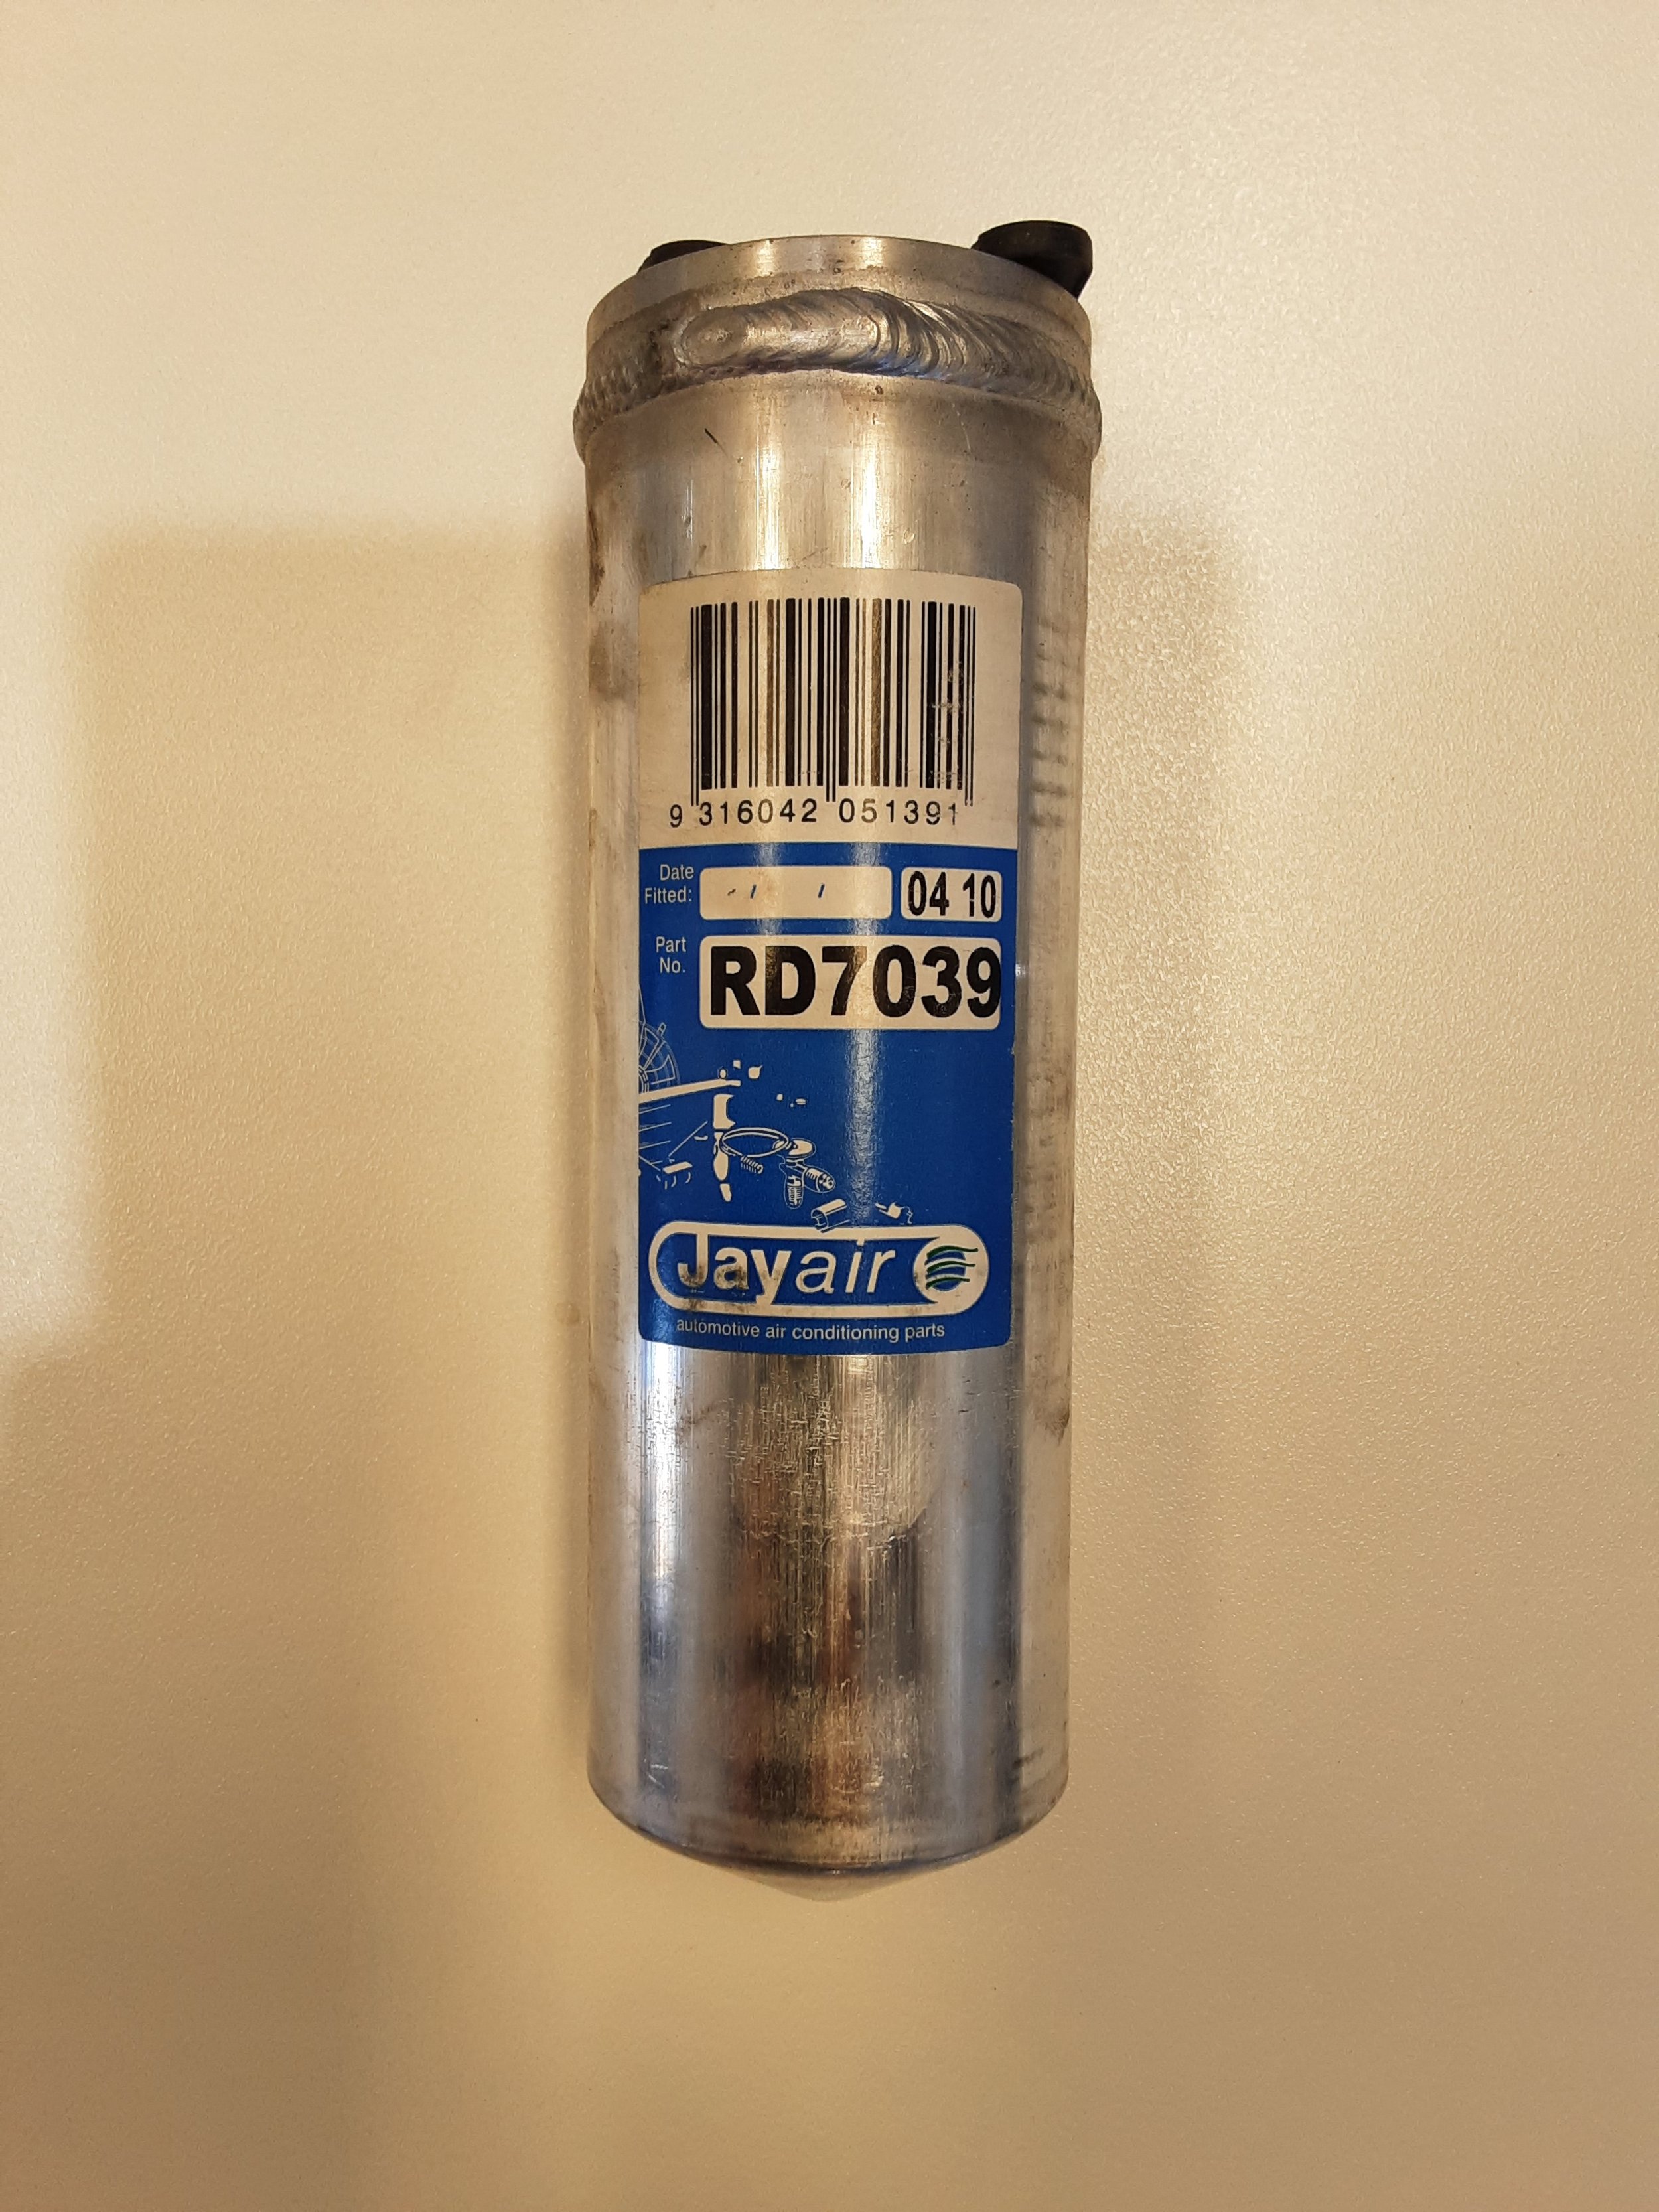 9 316042 051391
Date
Fitted: / / 04 10
Part
No. RD7039
Jayair
automotive air conditioning parts